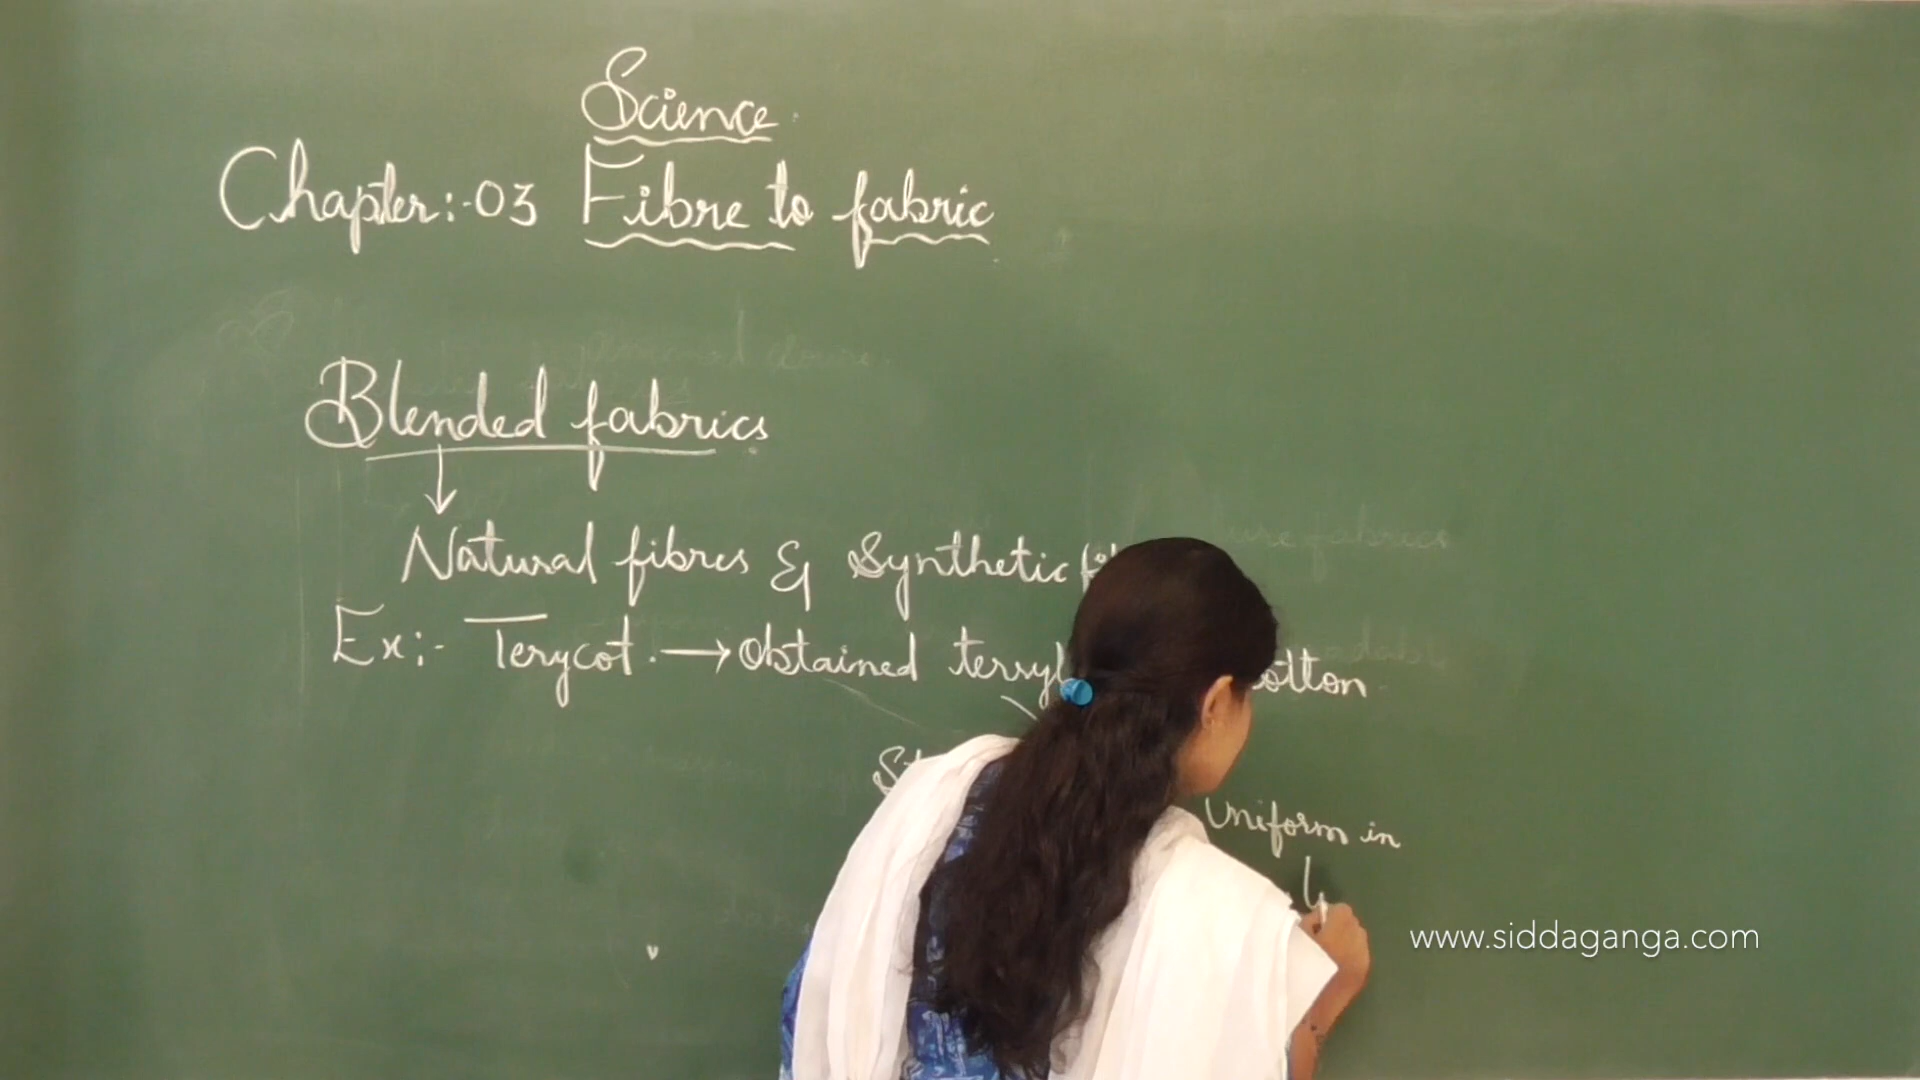 Science
Chapter:-03 Fibre to fabric
Blended fabrics
Natural fibres & Synthetic
Ex:- Terycot. → Obtained cotton
Uniform in
www.siddaganga.com